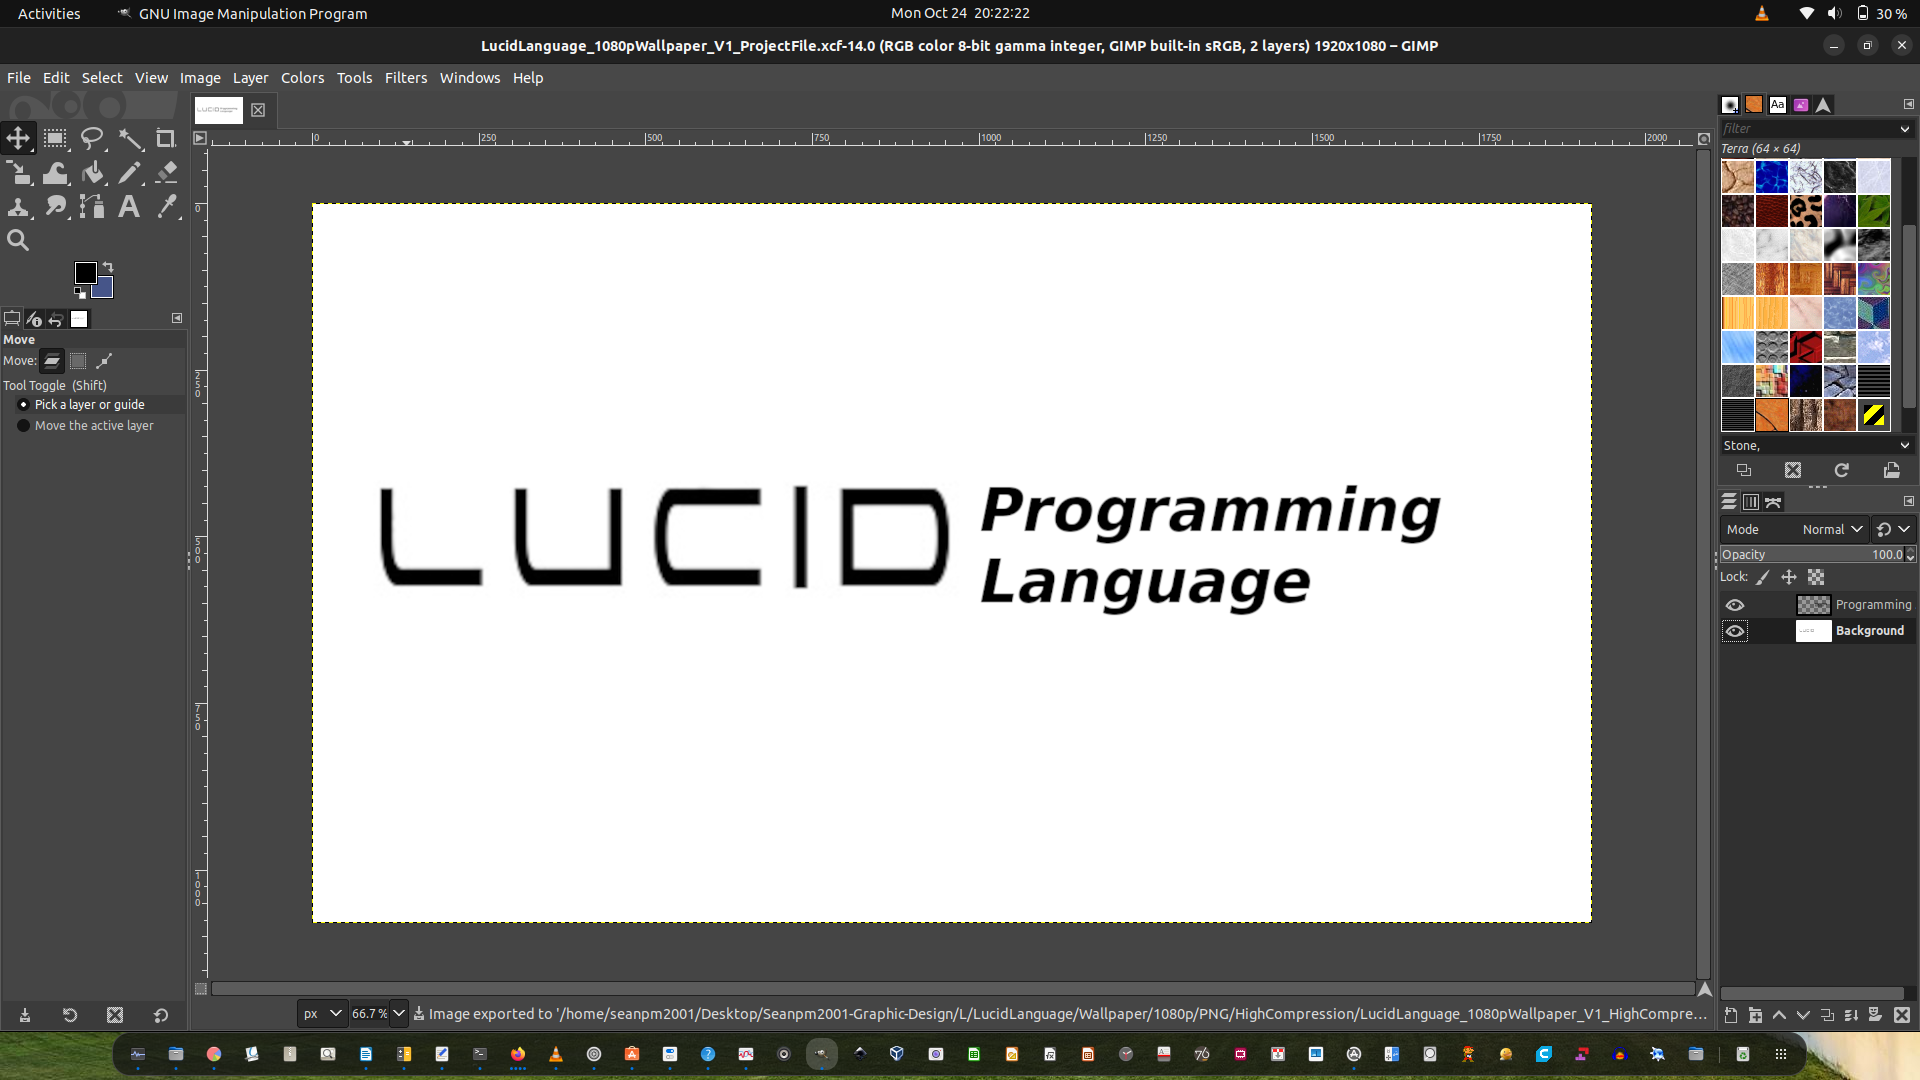 Activities
GNU Image Manipulation Program
Mon Oct 24 20:22:22
30 %
LucidLanguage_1080pWallpaper_V1_ProjectFile.xcf-14.0 (RGB color 8-bit gamma integer, GIMP built-in sRGB, 2 layers) 1920x1080 – GIMP
File Edit Select View Image Layer Colors Tools Filters Windows Help
0 250 500 750 1000 1250 1500 1750 2000
filter
Terra (64 × 64)
0
250
500
750
1000
Move
Move:
Tool Toggle (Shift)
Pick a layer or guide
Move the active layer
LUCID
Programming
Language
Stone,
Mode Normal
Opacity 100.0
Lock:
Programming
Background
px 66.7 % Image exported to '/home/seanpm2001/Desktop/Seanpm2001-Graphic-Design/L/LucidLanguage/Wallpaper/1080p/PNG/HighCompression/LucidLanguage_1080pWallpaper_V1_HighCompre...